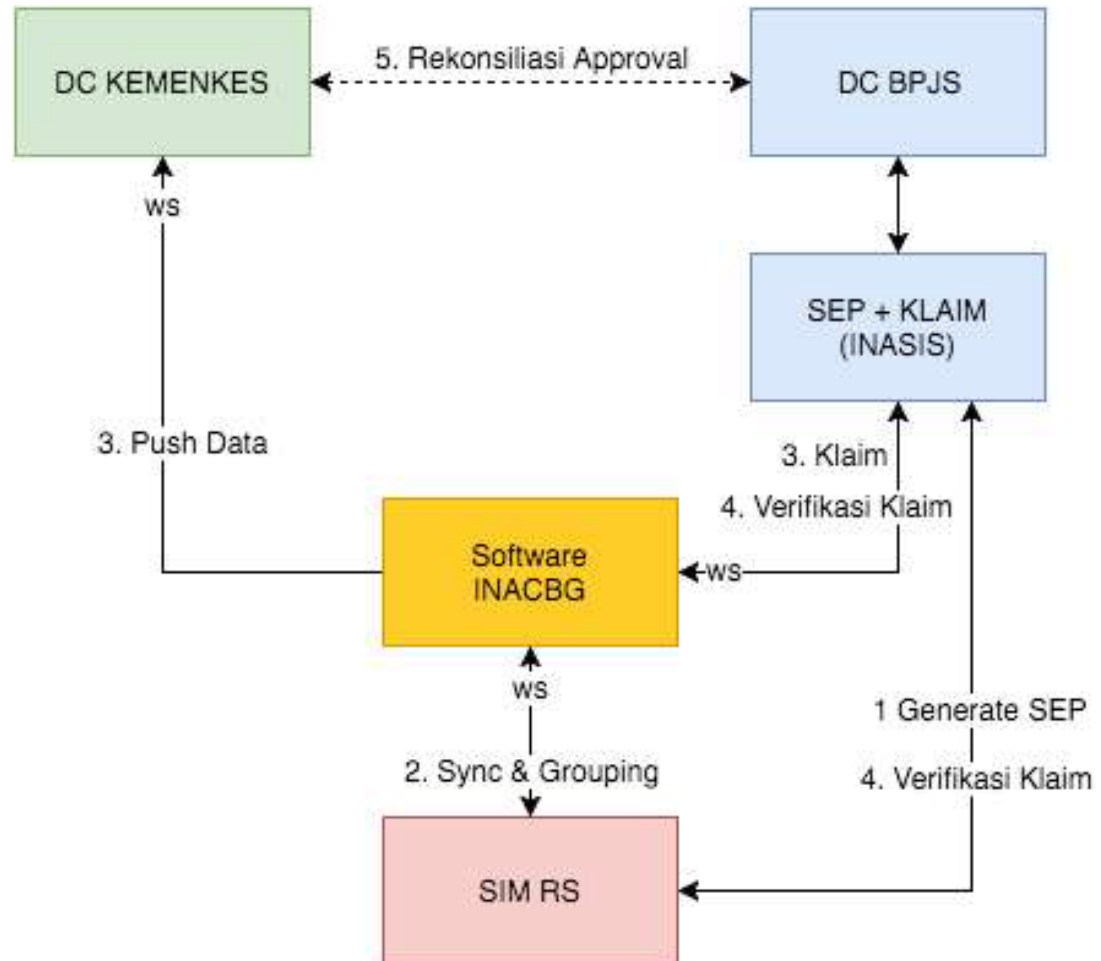 5. Rekonsiliasi Approval
DC KEMENKES
DC BPJS
ws
SEP + KLAIM
(INASIS)
3. Push Data
3. Klaim
4. Verifikasi Klaim
Software
INACBG
ws
ws
2. Sync & Grouping
1 Generate SEP
4. Verifikasi Klaim
SIM RS